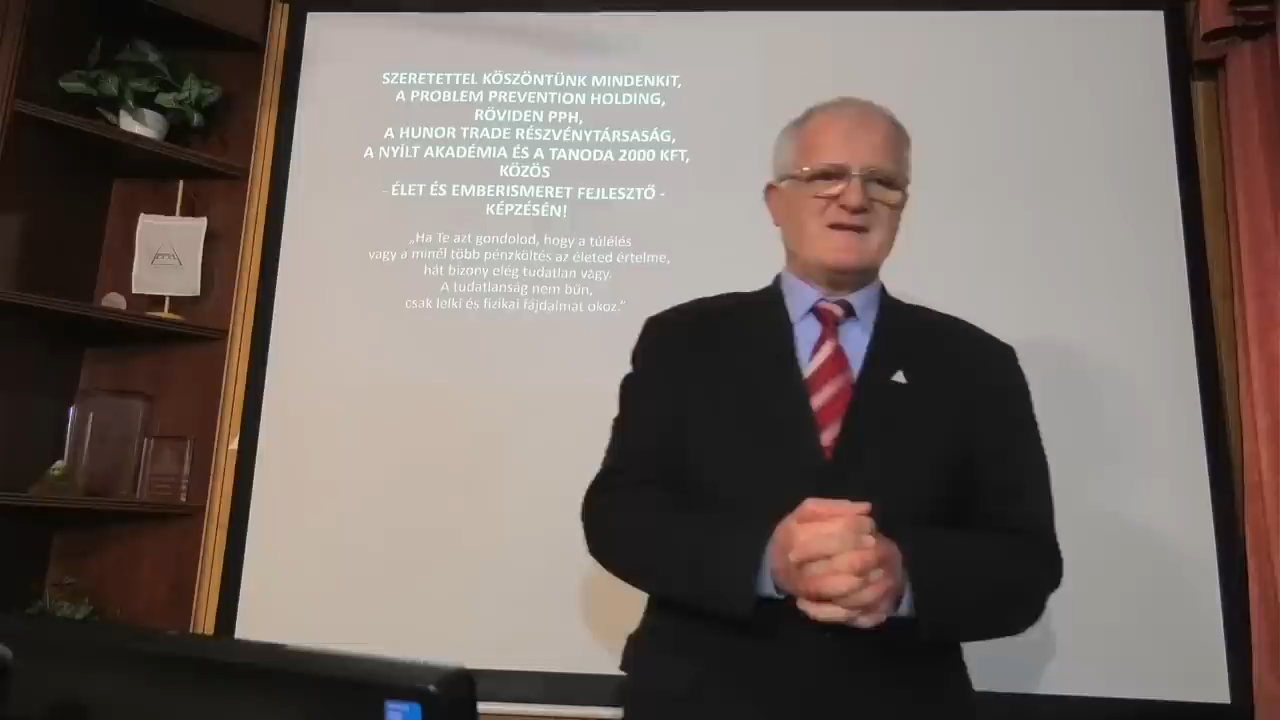 SZERETETTEL KÖSZÖNTÜNK MINDENKIT,
A PROBLEM PREVENTION HOLDING,
RÖVIDEN PPH,
A HUNOR TRADE RÉSZVÉNYTÁRSASÁG,
A NYÍLT AKADÉMIA ÉS A TANODA 2000 KFT,
KÖZÖS
- ÉLET ÉS EMBERISMERET FEJLESZTŐ -
KÉPZÉSÉN!
„Ha Te azt gondolod, hogy a túlélés
vagy a minél több pénzköltés az életed értelme,
hát bizony elég tudatlan vagy.
A tudatlanság nem bűn,
csak lelki és fizikai fájdalmat okoz.”